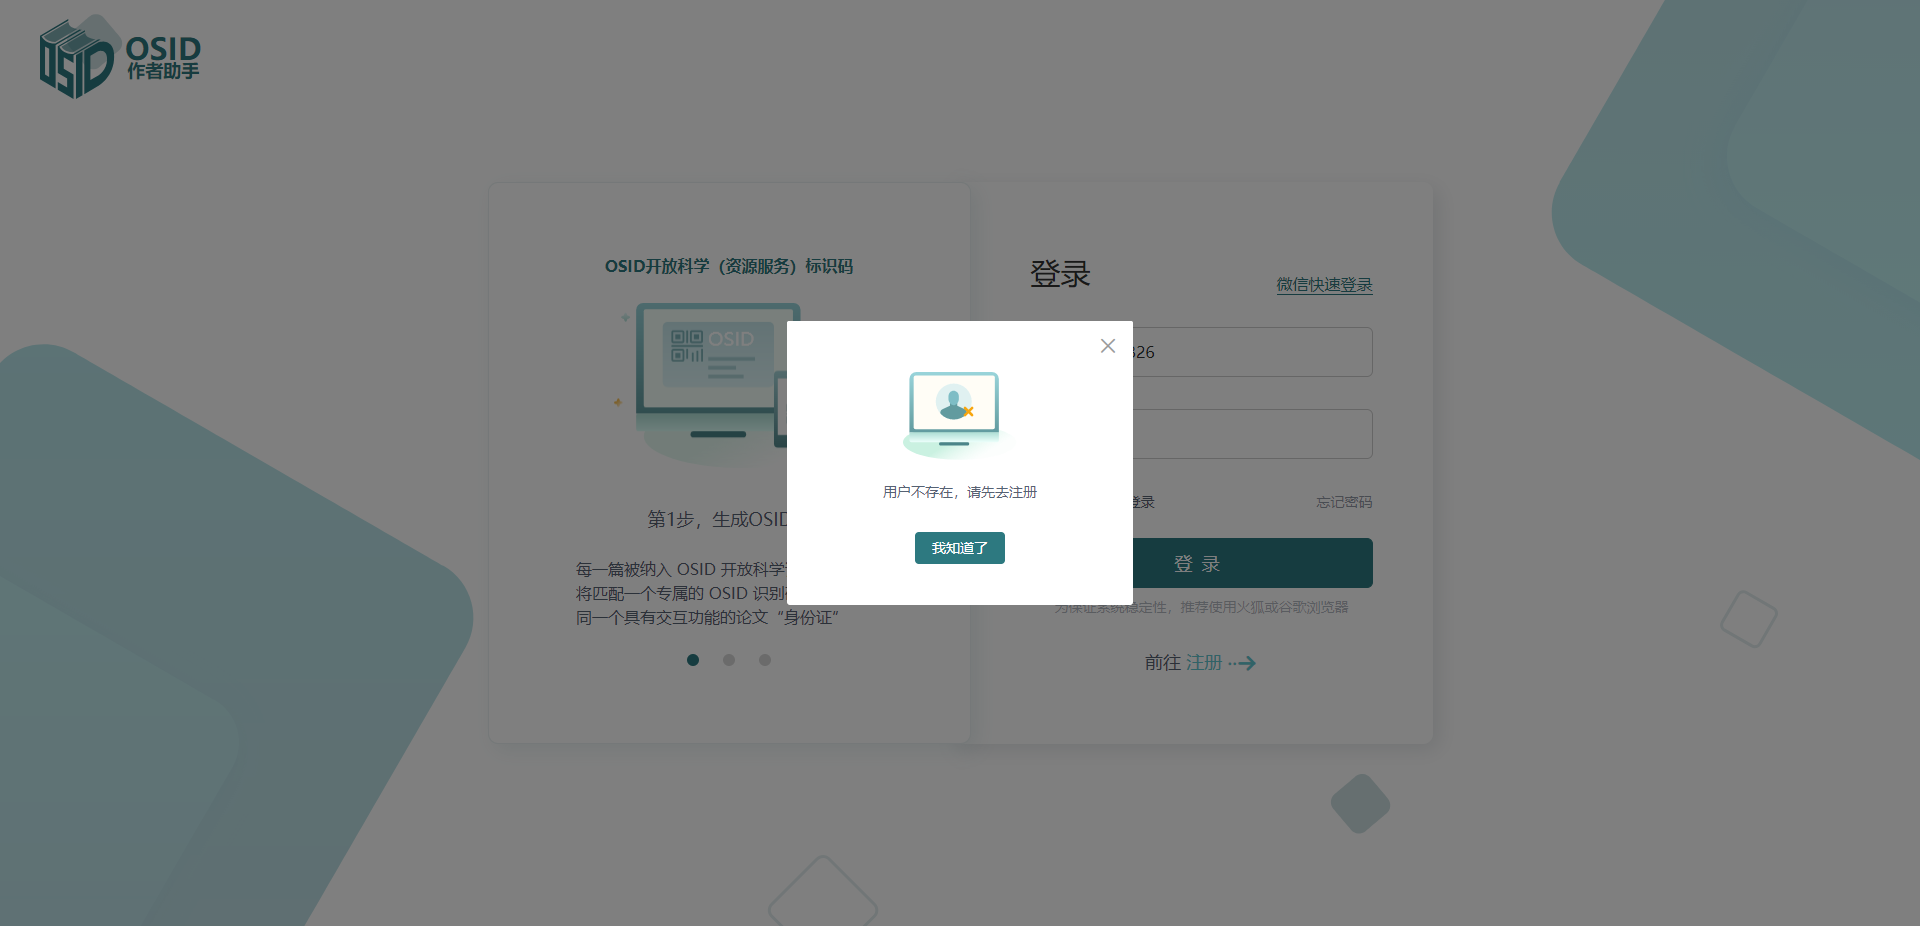 OSID
作者助手
OSID开放科学（资源服务）标识码
OSID
第1步，生成OSID
每一篇被纳入 OSID 开放科学
将匹配一个专属的 OSID 识别
同一个具有交互功能的论文“身份证”
登录
微信快速登录
326
登录
忘记密码
登 录
为保证系统稳定性，推荐使用火狐或谷歌浏览器
前往 注册
用户不存在，请先去注册
我知道了